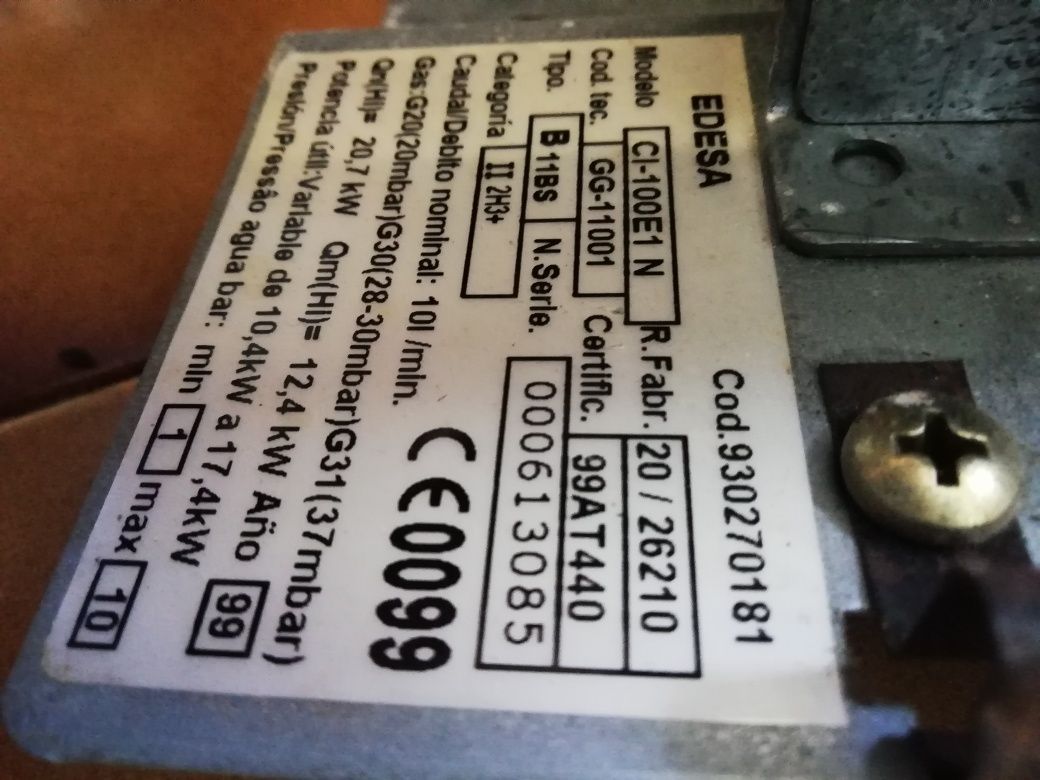 EDESA Cod.930270181
Modelo CI-100E1 N R.Fabr. 20 / 26210
Cod. tec. GG-11001 Certific. 99AT440
Tipo. B 11BS N.Serie. 000613085
Categoría II 2H3+
Caudal/Debito nominal: 10l /min. CE0099
Gas:G20(20mbar)G30(28-30mbar)G31(37mbar)
Qm(Hi)= 20,7 kW Qm(Hi)= 12,4 kW Año 99
Potencia útil:Variable de 10,4kW a 17,4kW
Presión/Pressão agua bar: min 1 max 10